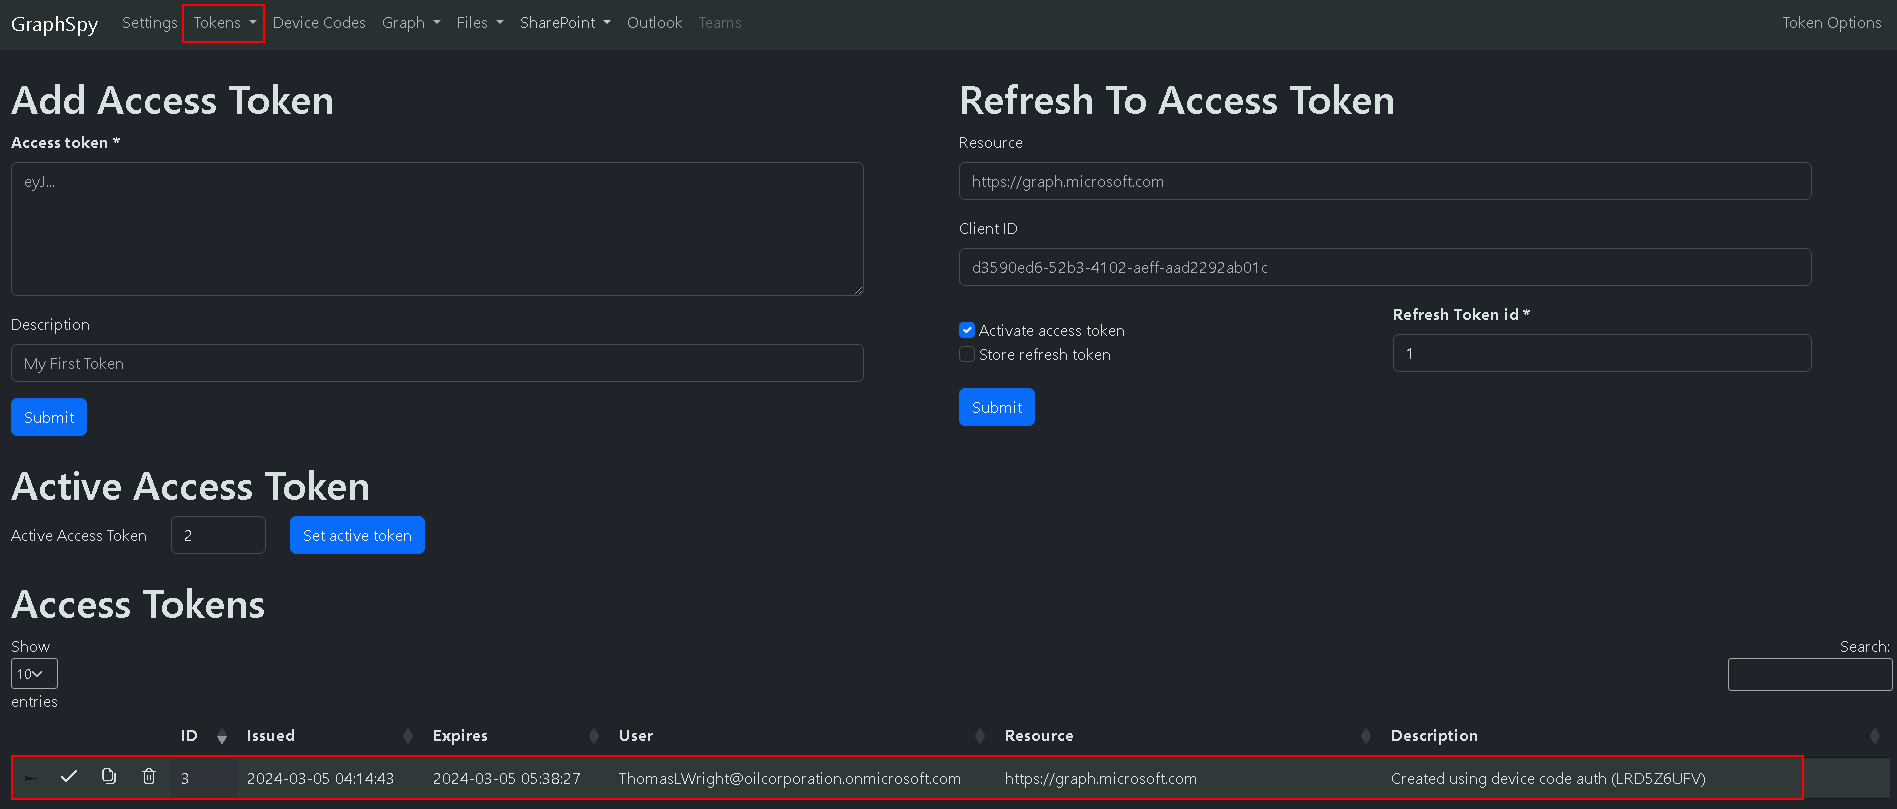 GraphSpy Settings Tokens Device Codes Graph Files SharePoint Outlook Teams Token Options
Add Access Token
Access token *
eyJ...
Description
My First Token
Submit
Refresh To Access Token
Resource
https://graph.microsoft.com
Client ID
d3590ed6-52b3-4102-aeff-aad2292ab01c
Activate access token
Store refresh token
Refresh Token id *
1
Submit
Active Access Token
Active Access Token 2 Set active token
Access Tokens
Show
10
entries
Search:
ID Issued Expires User Resource Description
3 2024-03-05 04:14:43 2024-03-05 05:38:27 ThomasLWright@oilcorporation.onmicrosoft.com https://graph.microsoft.com Created using device code auth (LRD5Z6UFV)